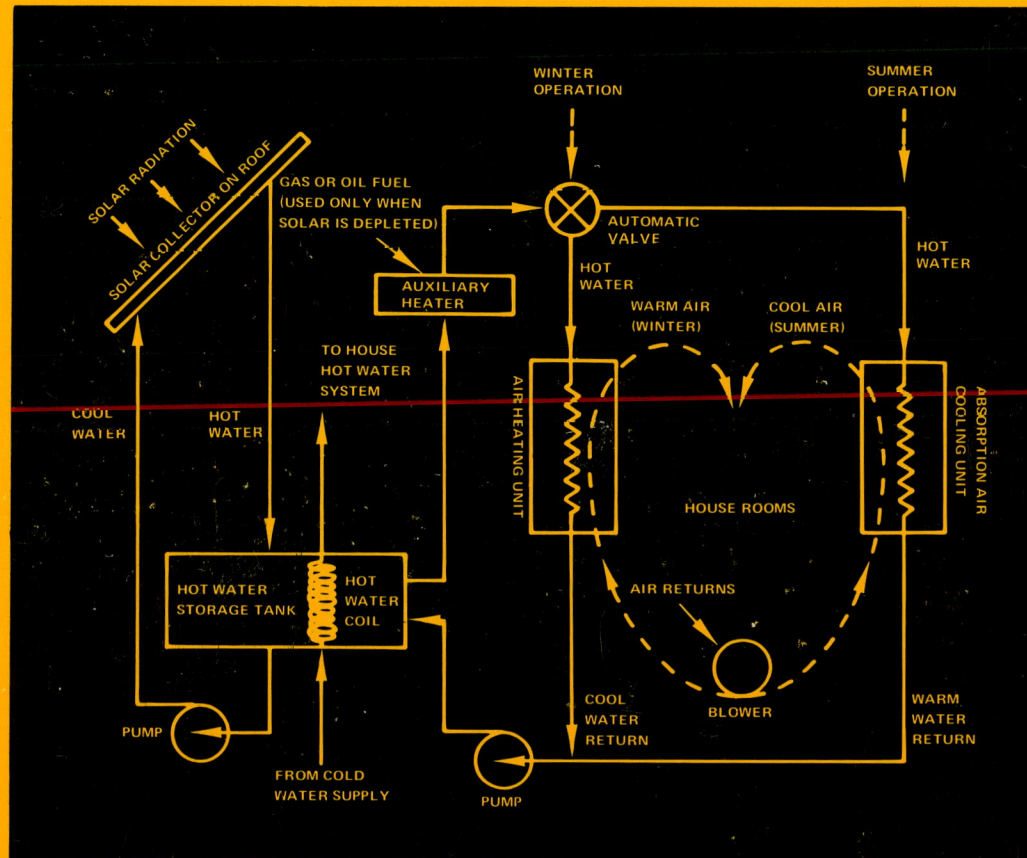 WINTER
OPERATION
SUMMER
OPERATION
SOLAR RADIATION
SOLAR COLLECTOR ON ROOF
GAS OR OIL FUEL
(USED ONLY WHEN
SOLAR IS DEPLETED)
AUTOMATIC
VALVE
AUXILIARY
HEATER
HOT
WATER
HOT
WATER
WARM AIR
(WINTER)
COOL AIR
(SUMMER)
TO HOUSE
HOT WATER
SYSTEM
COOL
WATER
HOT
WATER
AIR HEATING UNIT
ABSORPTION AIR
COOLING UNIT
HOUSE ROOMS
HOT WATER
STORAGE TANK
HOT
WATER
COIL
AIR RETURNS
BLOWER
COOL
WATER
RETURN
WARM
WATER
RETURN
PUMP
FROM COLD
WATER SUPPLY
PUMP